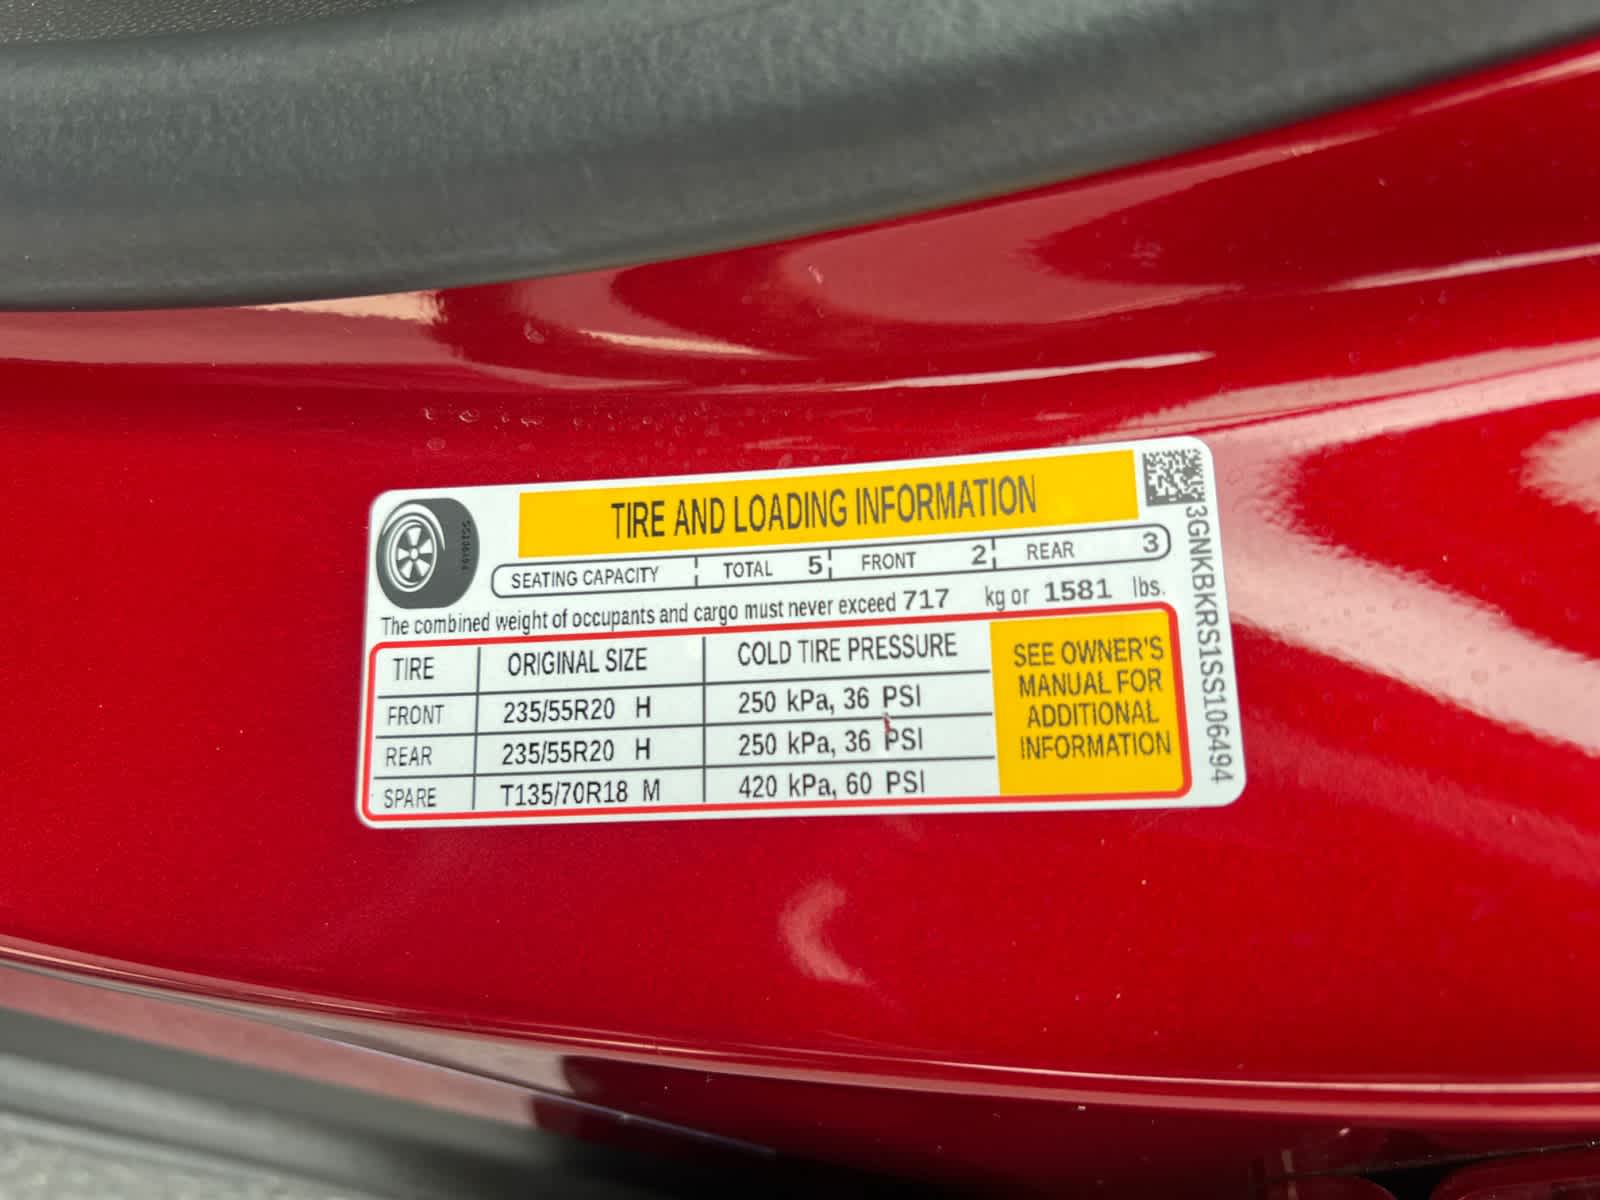 TIRE AND LOADING INFORMATION
SEATING CAPACITY TOTAL 5 FRONT 2 REAR 3
The combined weight of occupants and cargo must never exceed 717 kg or 1581 lbs.
TIRE ORIGINAL SIZE COLD TIRE PRESSURE
FRONT 235/55R20 H 250 kPa, 36 PSI
REAR 235/55R20 H 250 kPa, 36 PSI
SPARE T135/70R18 M 420 kPa, 60 PSI
SEE OWNER'S
MANUAL FOR
ADDITIONAL
INFORMATION
3GNKBKRS1SS106494
SS106494